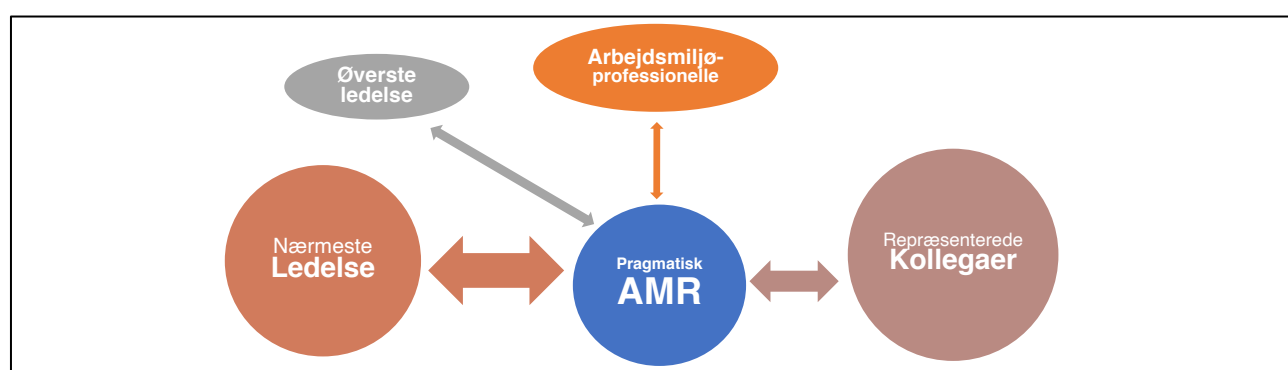 Øverste
ledelse
Arbejdsmiljø-
professionelle
Nærmeste
Ledelse
Pragmatisk
AMR
Repræsenterede
Kollegaer